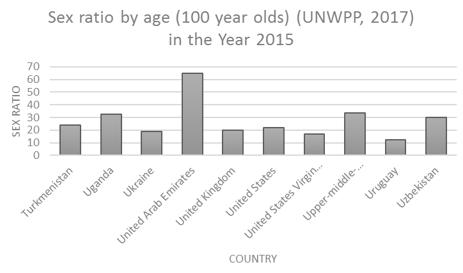 Sex ratio by age (100 year olds) (UNWPP, 2017)
in the Year 2015
70
60
50
40
30
20
10
0
SEX RATIO
Turkmenistan
Uganda
Ukraine
United Arab Emirates
United Kingdom
United States
United States Virgin...
Upper-middle-...
Uruguay
Uzbekistan
COUNTRY